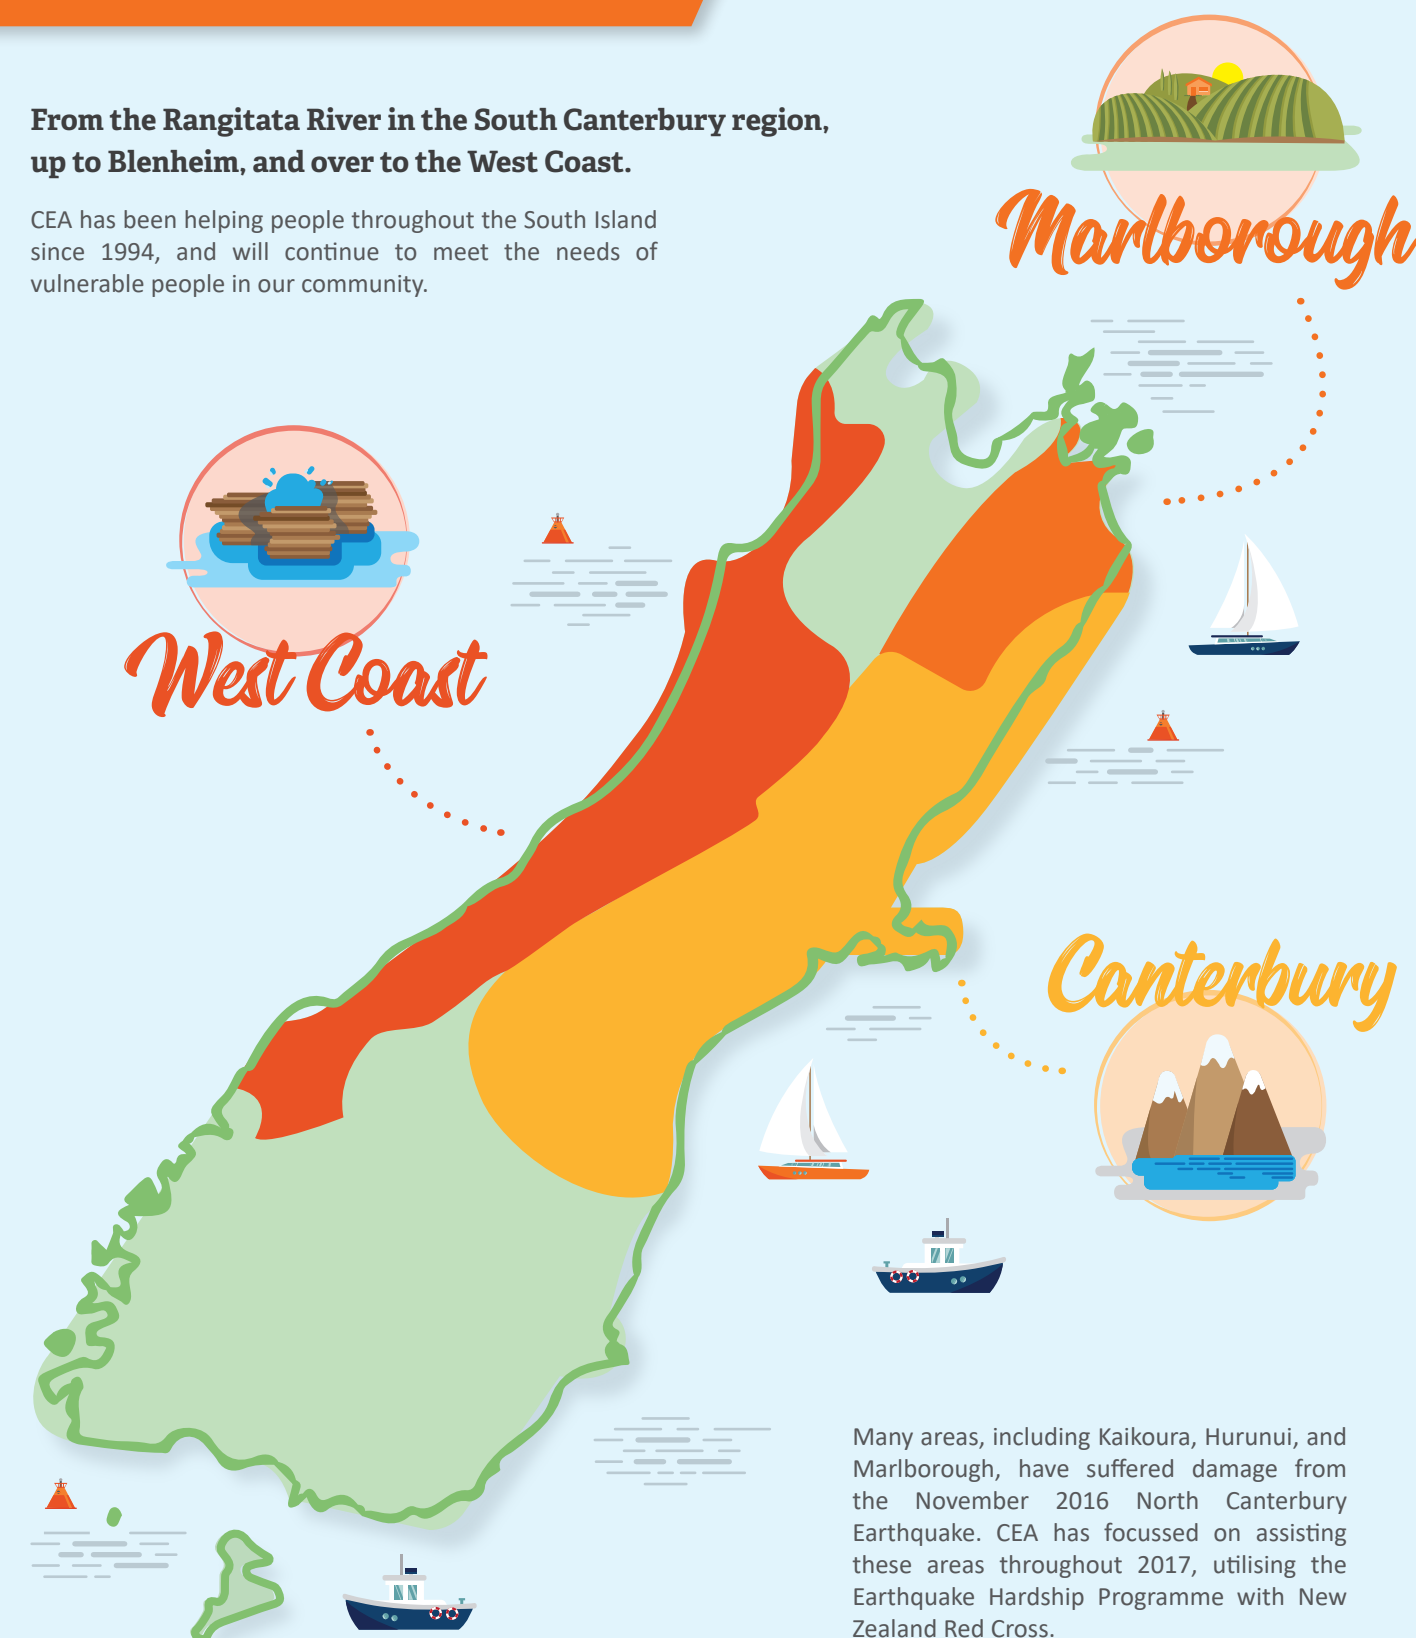 From the Rangitata River in the South Canterbury region,
up to Blenheim, and over to the West Coast.
CEA has been helping people throughout the South Island
since 1994, and will continue to meet the needs of
vulnerable people in our community.
Marlborough
West Coast
Canterbury
Many areas, including Kaikoura, Hurunui, and
Marlborough, have suffered damage from
the November 2016 North Canterbury
Earthquake. CEA has focussed on assisting
these areas throughout 2017, utilising the
Earthquake Hardship Programme with New
Zealand Red Cross.